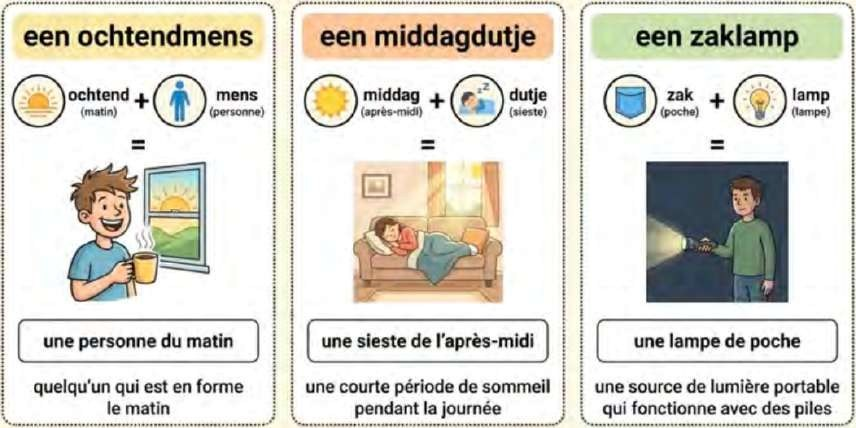 een ochtendmens
ochtend + mens
(matin) (personne)
=
une personne du matin
quelqu'un qui est en forme
le matin
een middagdutje
middag + dutje
(après-midi) (sieste)
=
une sieste de l'après-midi
une courte période de sommeil
pendant la journée
een zaklamp
zak + lamp
(poche) (lampe)
=
une lampe de poche
une source de lumière portable
qui fonctionne avec des piles